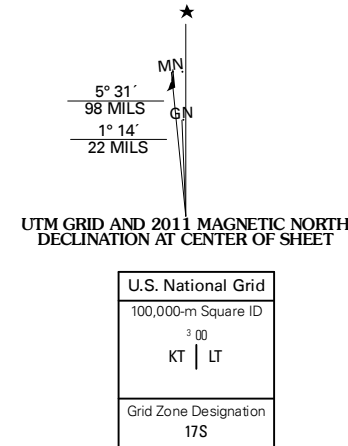 MN
5° 31´
98 MILS
GN
1° 14´
22 MILS
UTM GRID AND 2011 MAGNETIC NORTH
DECLINATION AT CENTER OF SHEET
U.S. National Grid
100,000-m Square ID
3 00
KT LT
Grid Zone Designation
17S